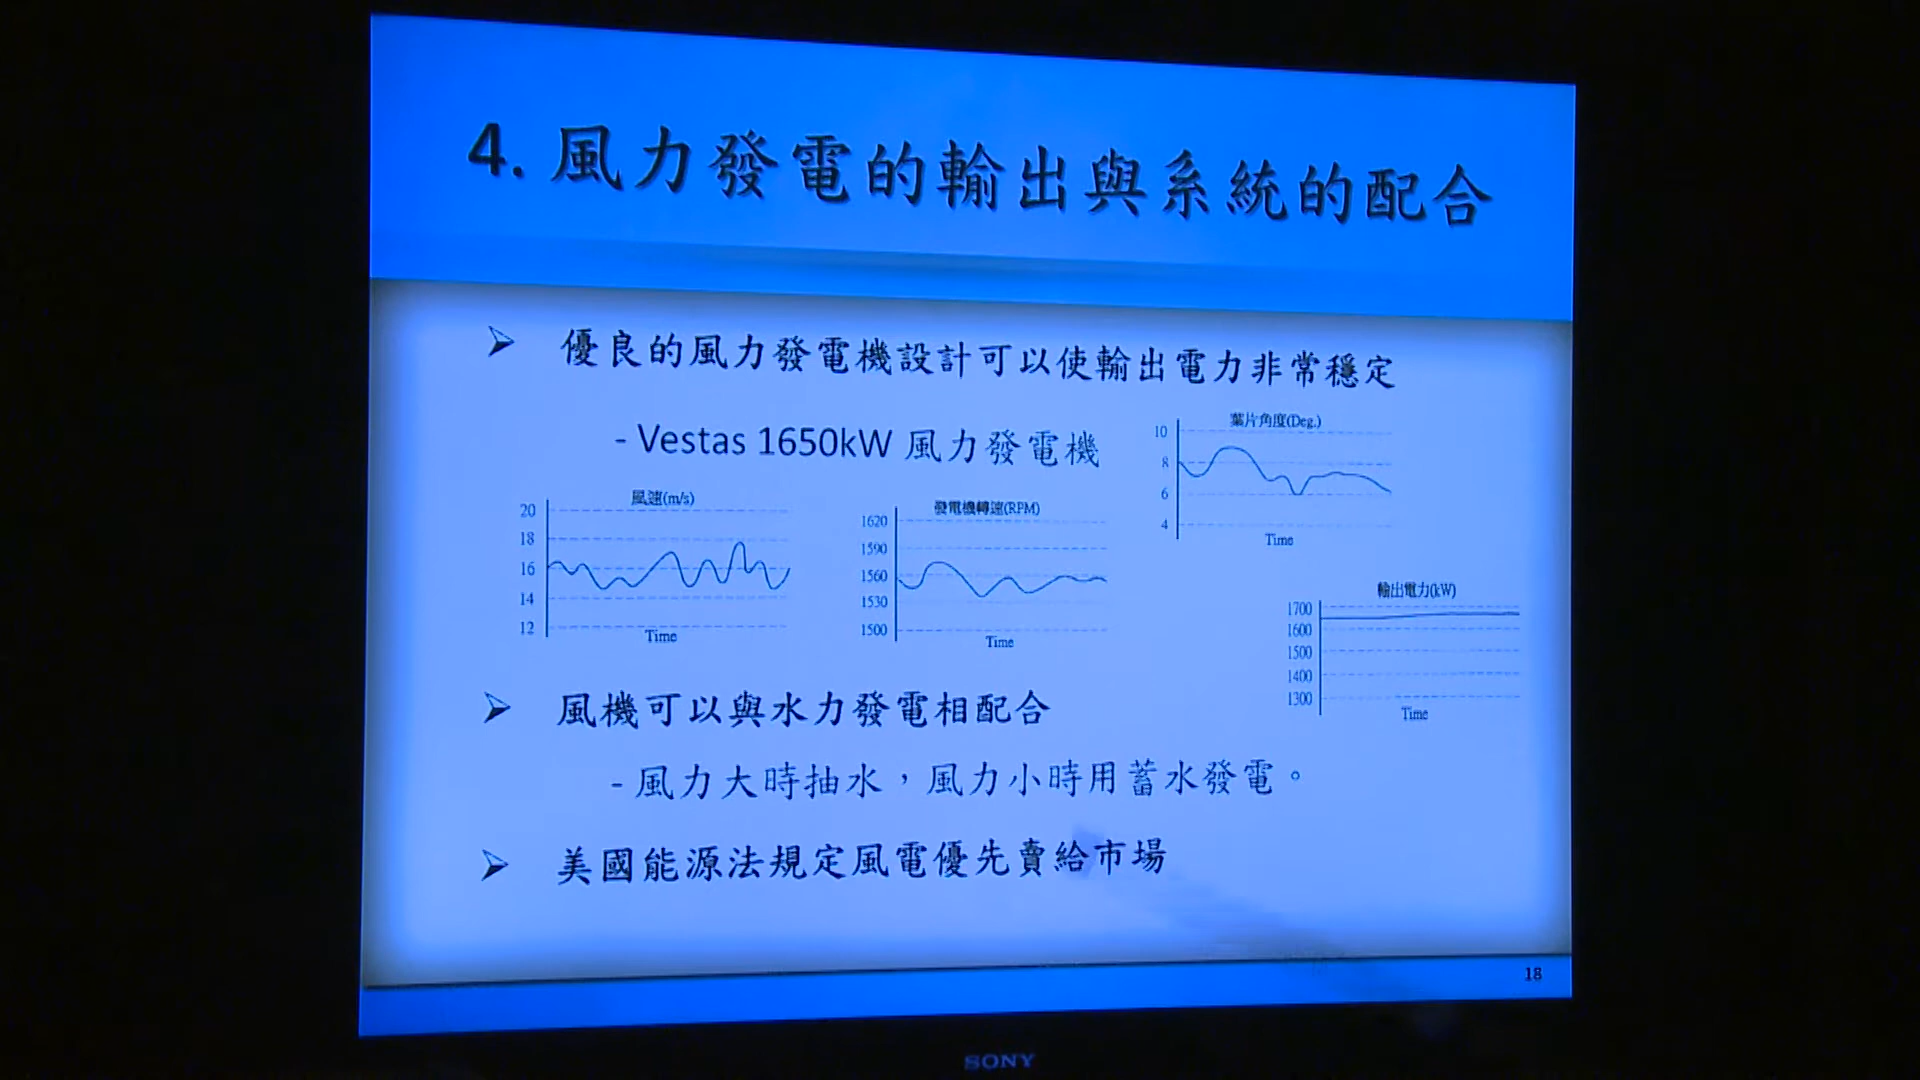 4. 風力發電的輸出與系統的配合
優良的風力發電機設計可以使輸出電力非常穩定
- Vestas 1650kW 風力發電機
葉片角度(Deg.)
10
8
6
4
Time
風速(m/s)
20
18
16
14
12
Time
發電機轉速(RPM)
1620
1590
1560
1530
1500
Time
輸出電力(kW)
1700
1600
1500
1400
1300
Time
風機可以與水力發電相配合
- 風力大時抽水，風力小時用蓄水發電。
美國能源法規定風電優先賣給市場
18
SONY